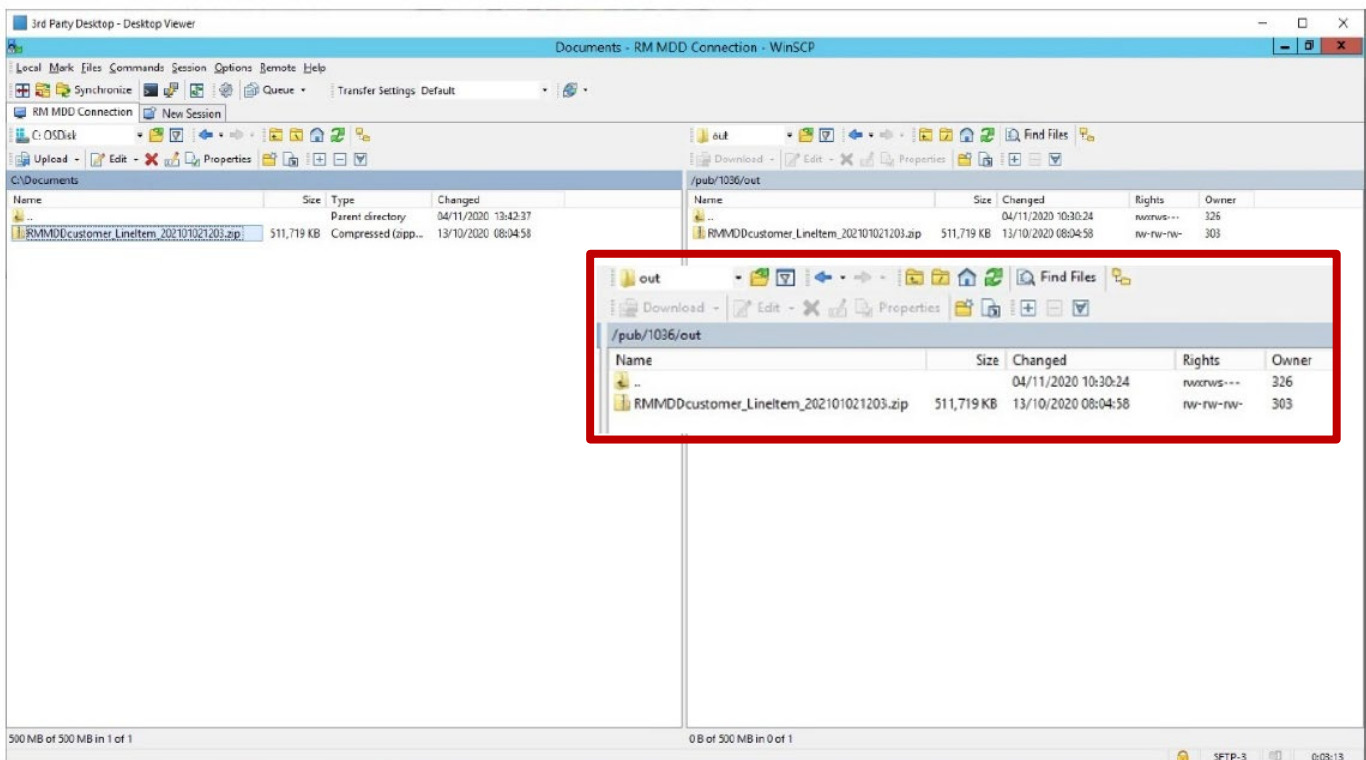 3rd Party Desktop - Desktop Viewer
Documents - RM MDD Connection - WinSCP
Local Mark Files Commands Session Options Remote Help
Synchronize Queue Transfer Settings Default
RM MDD Connection New Session
C: OSDisk
Upload Edit Properties
C:\Documents
Name Size Type Changed
.. Parent directory 04/11/2020 13:42:37
RMMDDcustomer_LineItem_202101021203.zip 511,719 KB Compressed (zipp... 13/10/2020 08:04:58
out Find Files
Download Edit Properties
/pub/1036/out
Name Size Changed Rights Owner
.. 04/11/2020 10:30:24 rwxrws--- 326
RMMDDcustomer_LineItem_202101021203.zip 511,719 KB 13/10/2020 08:04:58 rw-rw-rw- 303
out Find Files
Download Edit Properties
/pub/1036/out
Name Size Changed Rights Owner
.. 04/11/2020 10:30:24 rwxrws--- 326
RMMDDcustomer_LineItem_202101021203.zip 511,719 KB 13/10/2020 08:04:58 rw-rw-rw- 303
500 MB of 500 MB in 1 of 1
0 B of 500 MB in 0 of 1
SFTP-3 0:03:13